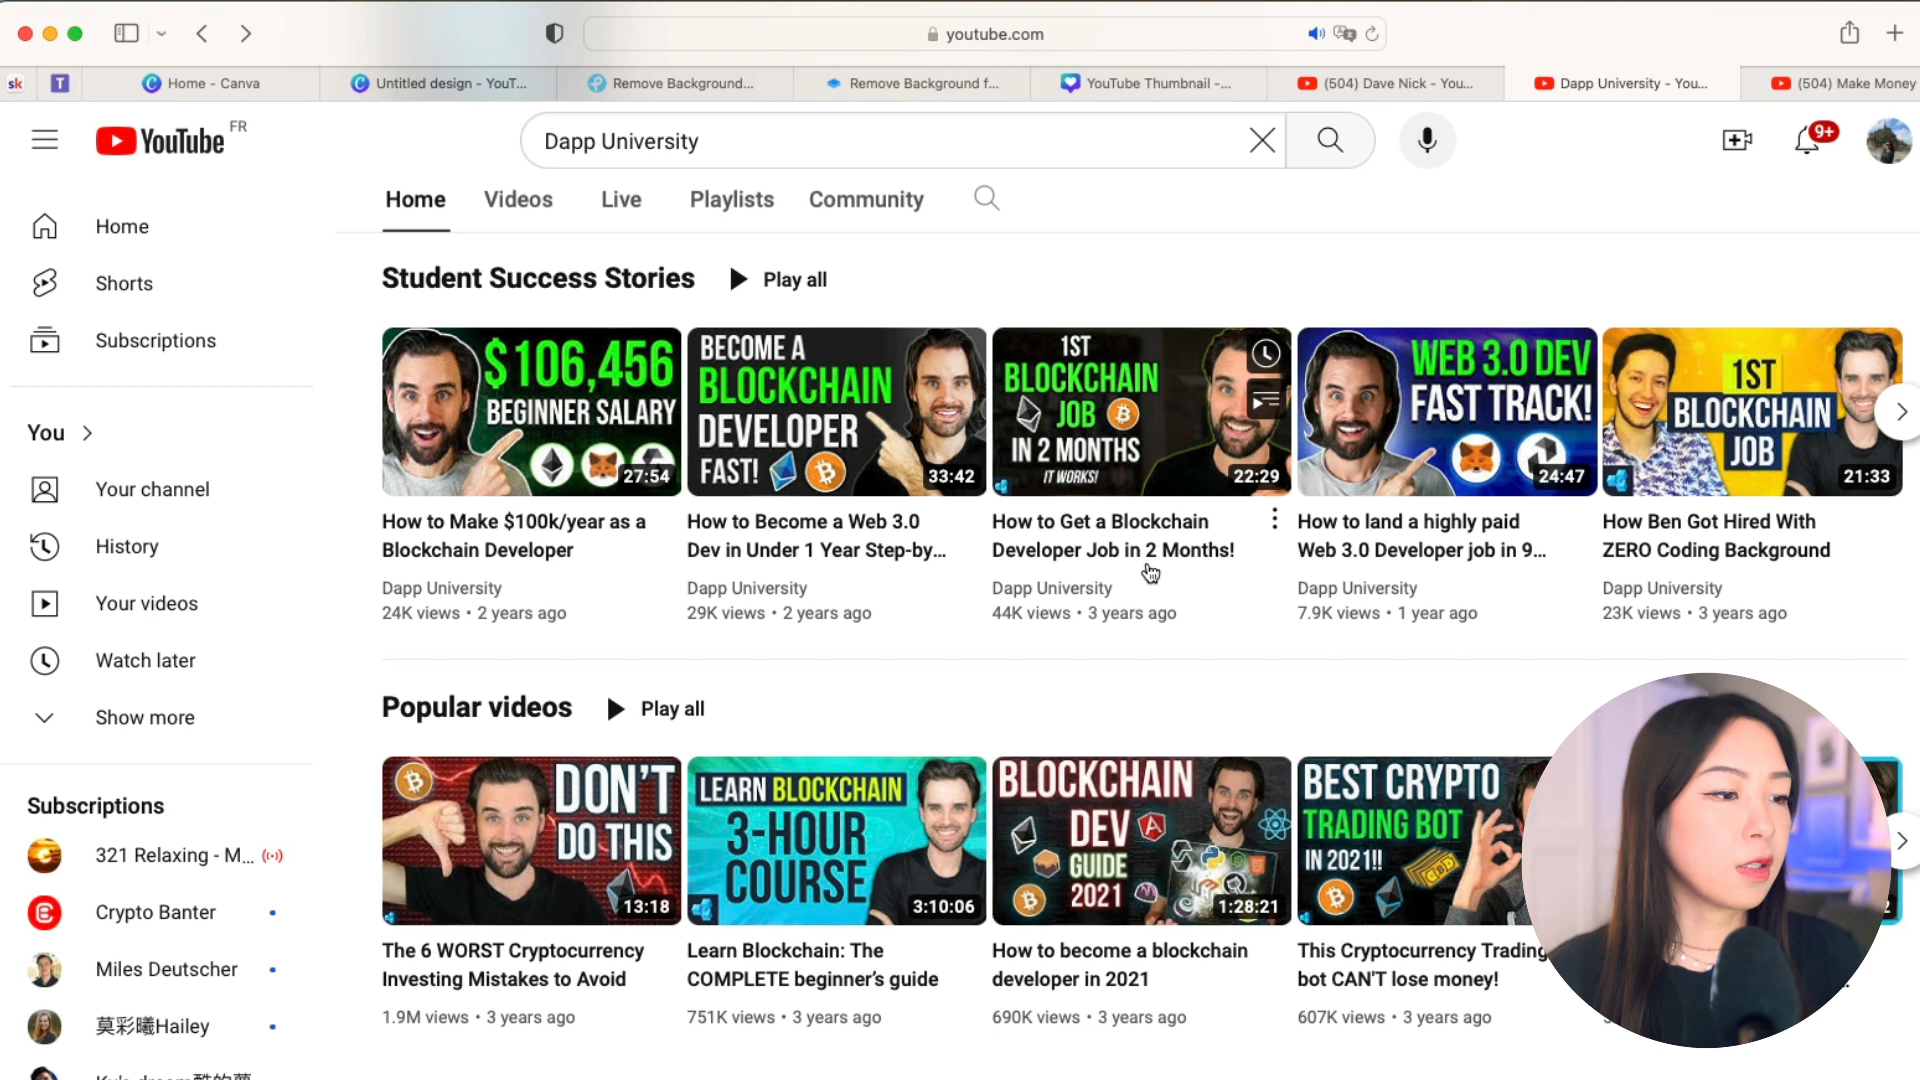 youtube.com
sk
T
Home - Canva
Untitled design - YouT...
Remove Background...
Remove Background f...
YouTube Thumbnail -...
(504) Dave Nick - You...
Dapp University - You...
(504) Make Money
YouTube FR
Dapp University
9+
Home
Videos
Live
Playlists
Community
Home
Shorts
Subscriptions
You
Your channel
History
Your videos
Watch later
Show more
Subscriptions
321 Relaxing - M...
Crypto Banter
Miles Deutscher
莫彩曦Hailey
Student Success Stories
Play all
$106,456
BEGINNER SALARY
27:54
How to Make $100k/year as a
Blockchain Developer
Dapp University
24K views • 2 years ago
BECOME A
BLOCKCHAIN
DEVELOPER
FAST!
33:42
How to Become a Web 3.0
Dev in Under 1 Year Step-by...
Dapp University
29K views • 2 years ago
1ST
BLOCKCHAIN
JOB
IN 2 MONTHS
IT WORKS!
22:29
How to Get a Blockchain
Developer Job in 2 Months!
Dapp University
44K views • 3 years ago
WEB 3.0 DEV
FAST TRACK!
24:47
How to land a highly paid
Web 3.0 Developer job in 9...
Dapp University
7.9K views • 1 year ago
1ST
BLOCKCHAIN
JOB
21:33
How Ben Got Hired With
ZERO Coding Background
Dapp University
23K views • 3 years ago
Popular videos
Play all
DON'T
DO THIS
13:18
The 6 WORST Cryptocurrency
Investing Mistakes to Avoid
1.9M views • 3 years ago
LEARN BLOCKCHAIN
3-HOUR
COURSE
3:10:06
Learn Blockchain: The
COMPLETE beginner's guide
751K views • 3 years ago
BLOCKCHAIN
DEV
GUIDE
2021
1:28:21
How to become a blockchain
developer in 2021
690K views • 3 years ago
BEST CRYPTO
TRADING BOT
IN 2021!!
This Cryptocurrency Trading
bot CAN'T lose money!
607K views • 3 years ago